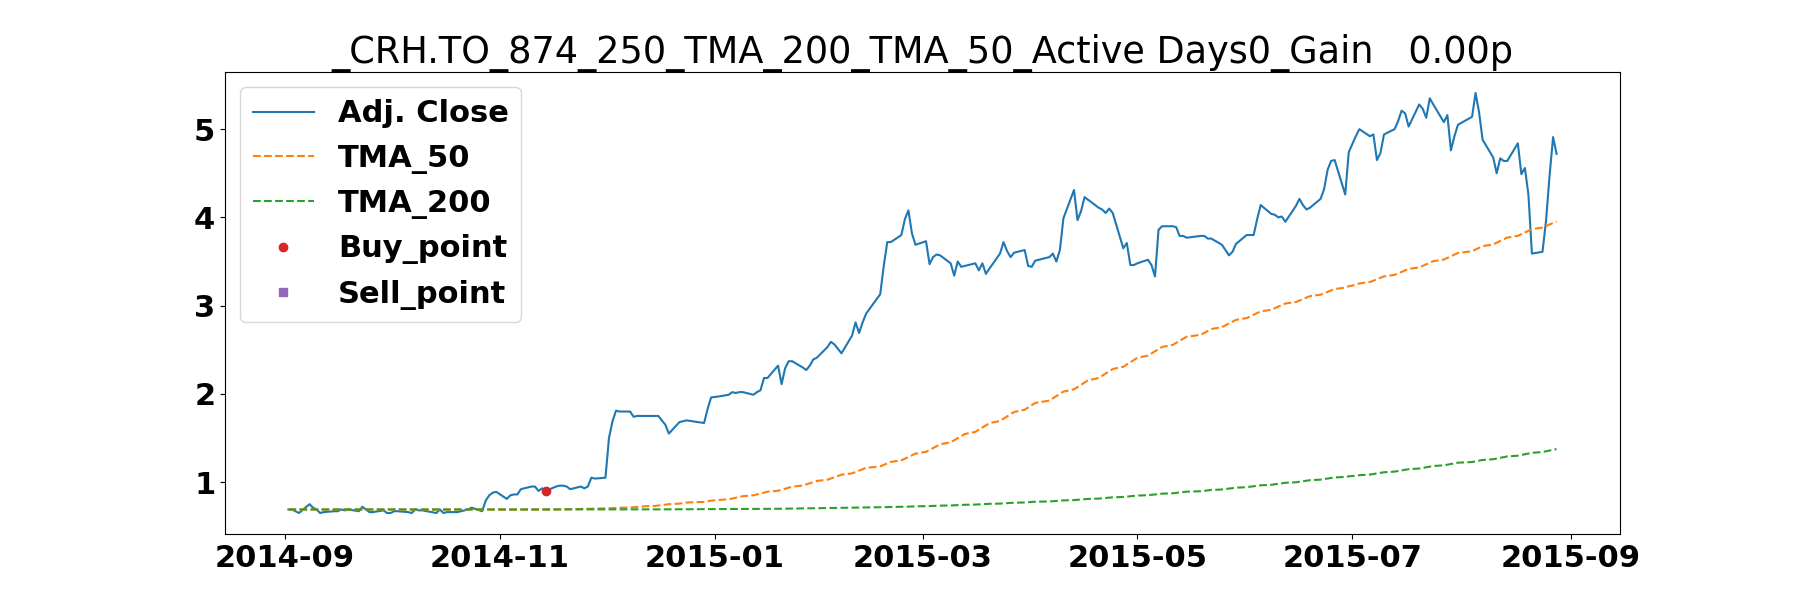 _CRH.TO_874_250_TMA_200_TMA_50_Active Days0_Gain   0.00p
Adj. Close
TMA_50
TMA_200
Buy_point
Sell_point
5
4
3
2
1
2014-09 2014-11 2015-01 2015-03 2015-05 2015-07 2015-09